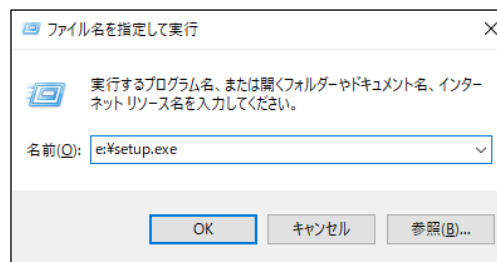 ファイル名を指定して実行
実行するプログラム名、または開くフォルダーやドキュメント名、インター
ネット リソース名を入力してください。
名前(O): e:¥setup.exe
OK キャンセル 参照(B)...